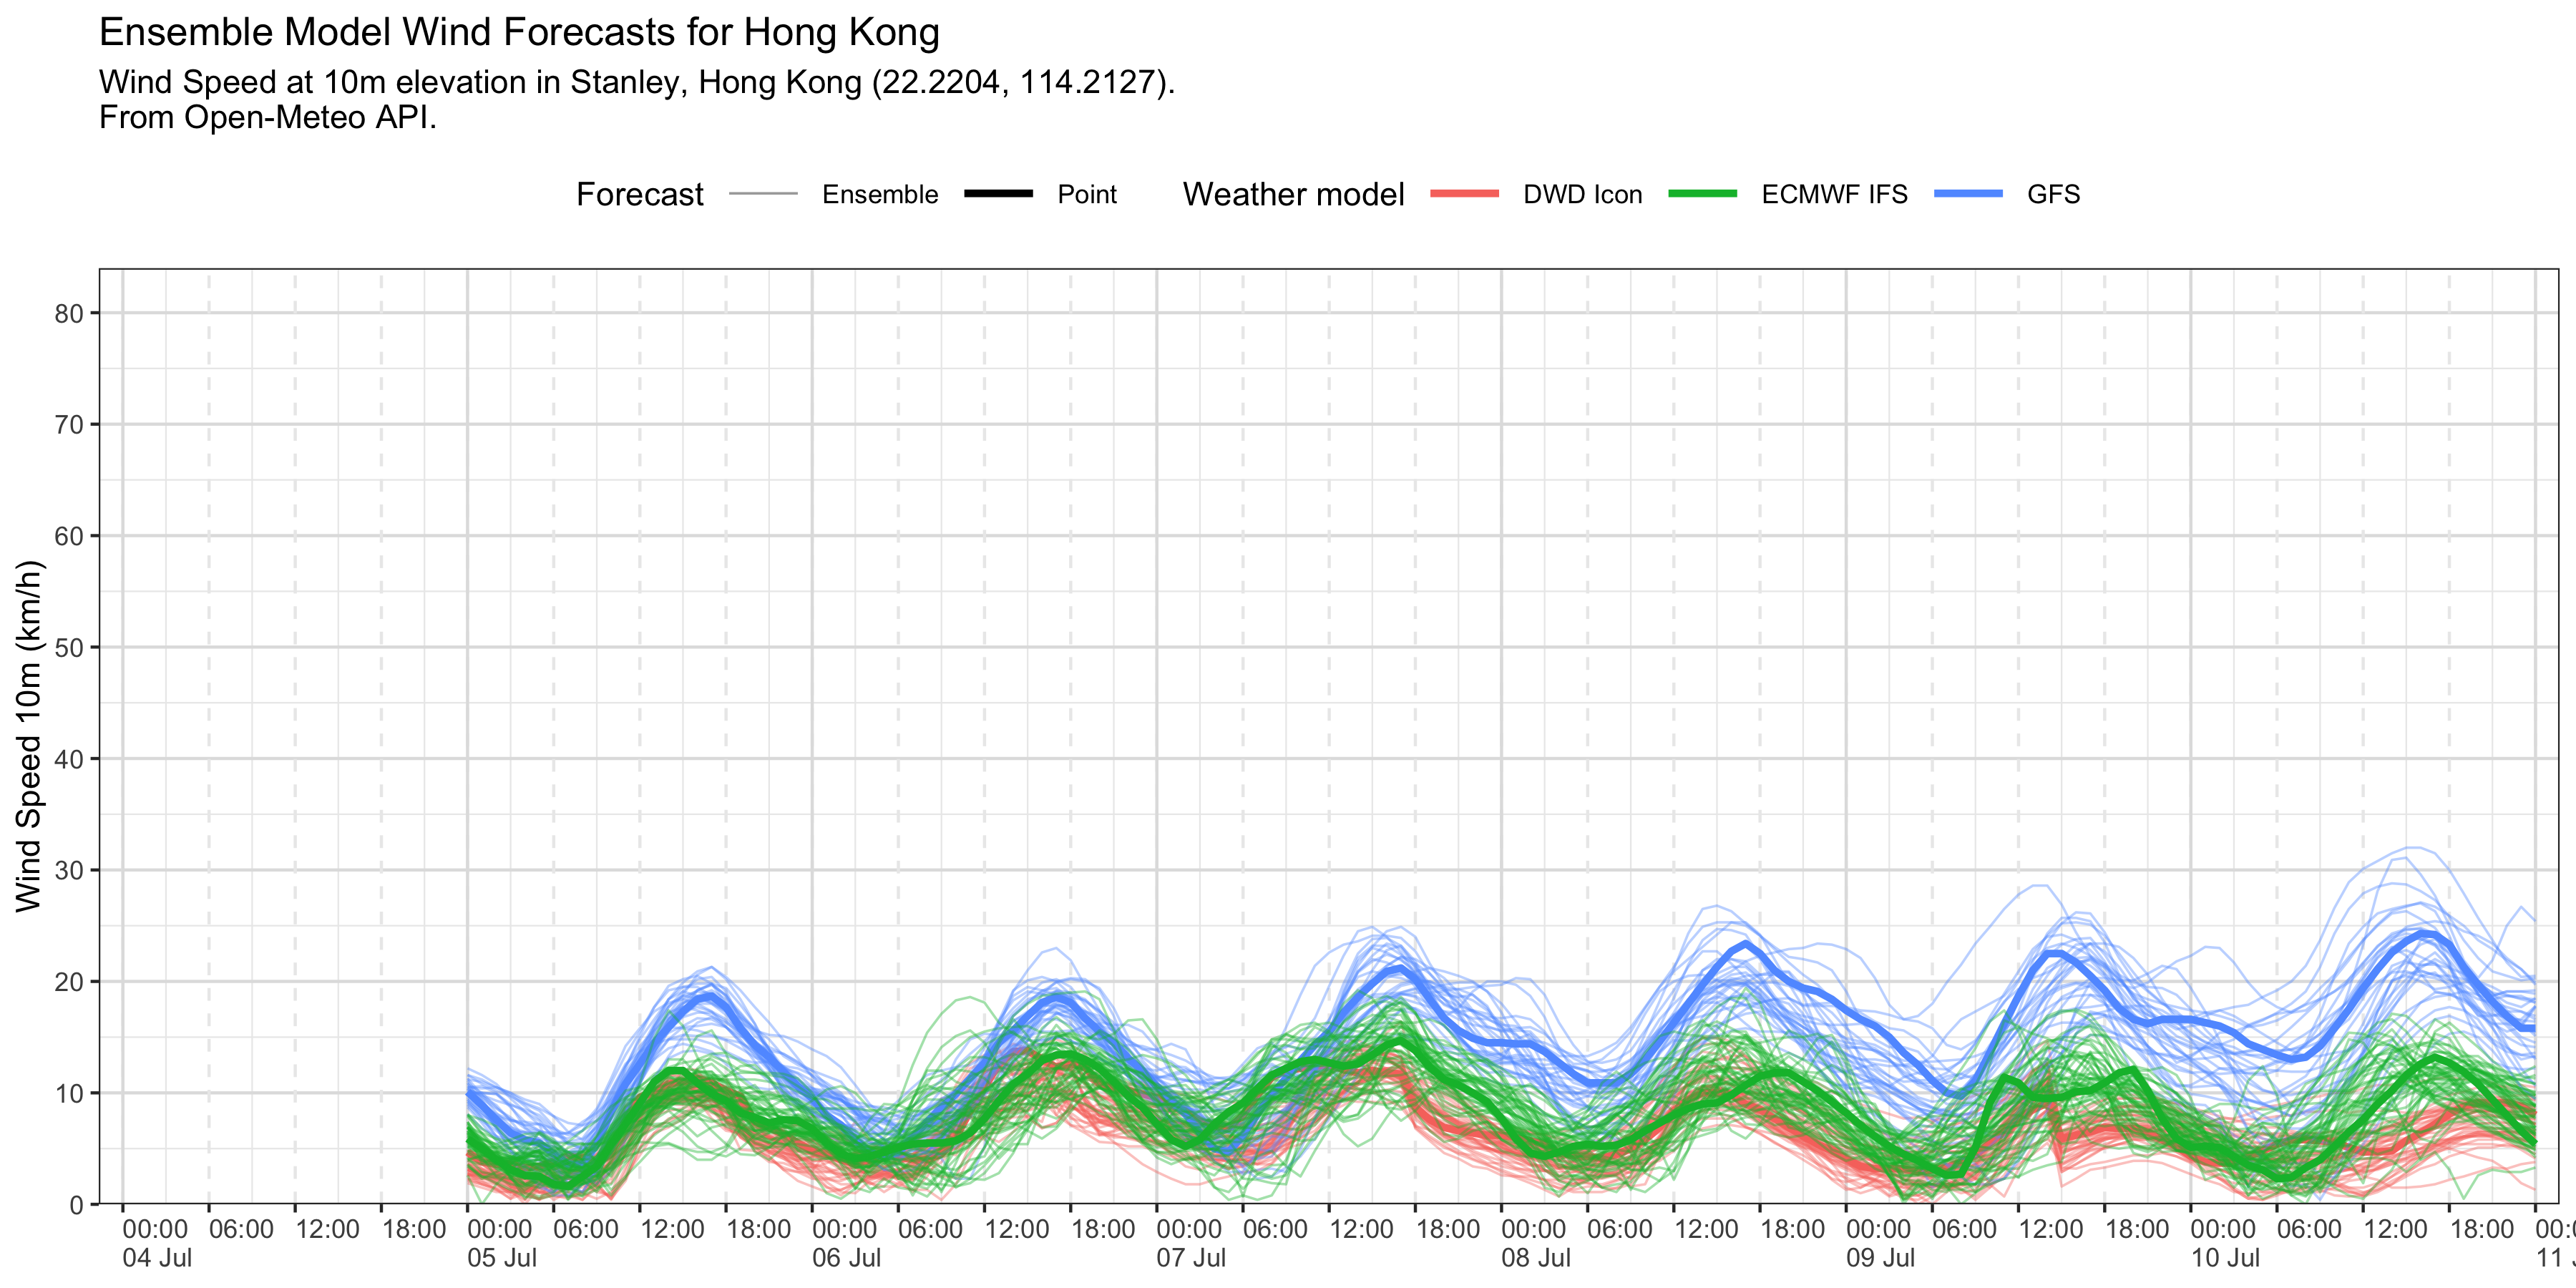 Ensemble Model Wind Forecasts for Hong Kong
Wind Speed at 10m elevation in Stanley, Hong Kong (22.2204, 114.2127).
From Open-Meteo API.
Forecast Ensemble Point Weather model DWD Icon ECMWF IFS GFS
Wind Speed 10m (km/h)
80
70
60
50
40
30
20
10
0
00:00 06:00 12:00 18:00 00:00 06:00 12:00 18:00 00:00 06:00 12:00 18:00 00:00 06:00 12:00 18:00 00:00 06:00 12:00 18:00 00:00 06:00 12:00 18:00 00:00 06:00 12:00 18:00
04 Jul 05 Jul 06 Jul 07 Jul 08 Jul 09 Jul 10 Jul 11